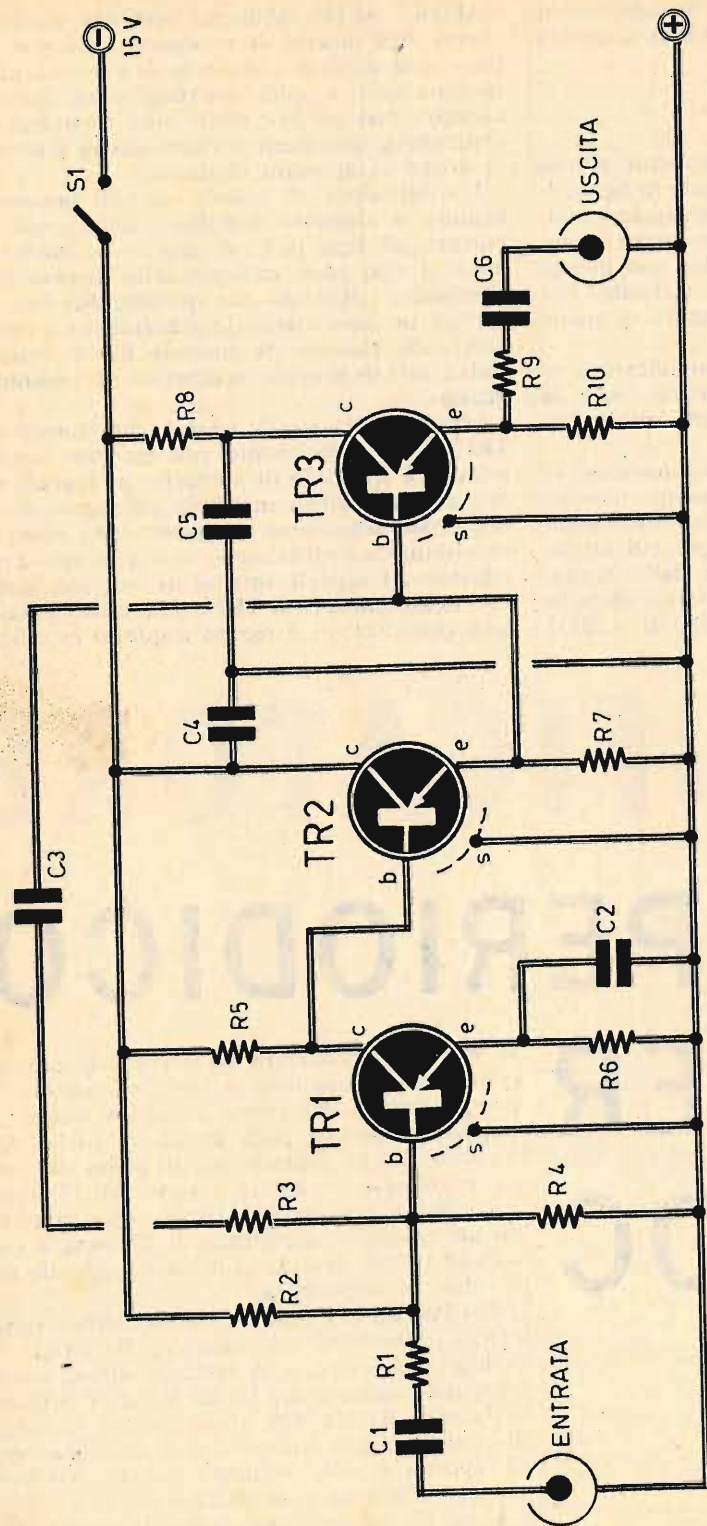 C3
S1
−
15 V
R2
R3
R5
C4
C5
R8
c
c
c
TR1
TR2
TR3
b
b
b
e
e
e
s
s
s
C1
R1
R9
C6
ENTRATA
R4
R6
C2
R7
R10
USCITA
+